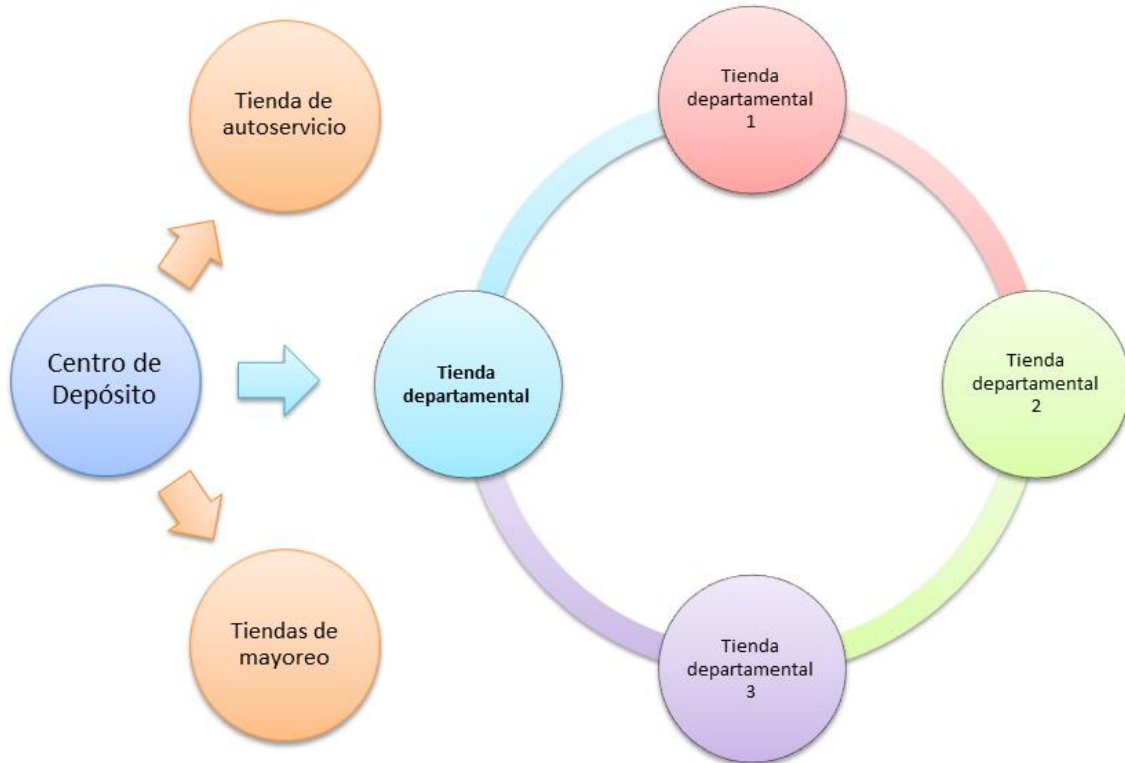 Tienda de
autoservicio
Centro de
Depósito
Tiendas de
mayoreo
Tienda
departamental
Tienda
departamental
1
Tienda
departamental
2
Tienda
departamental
3